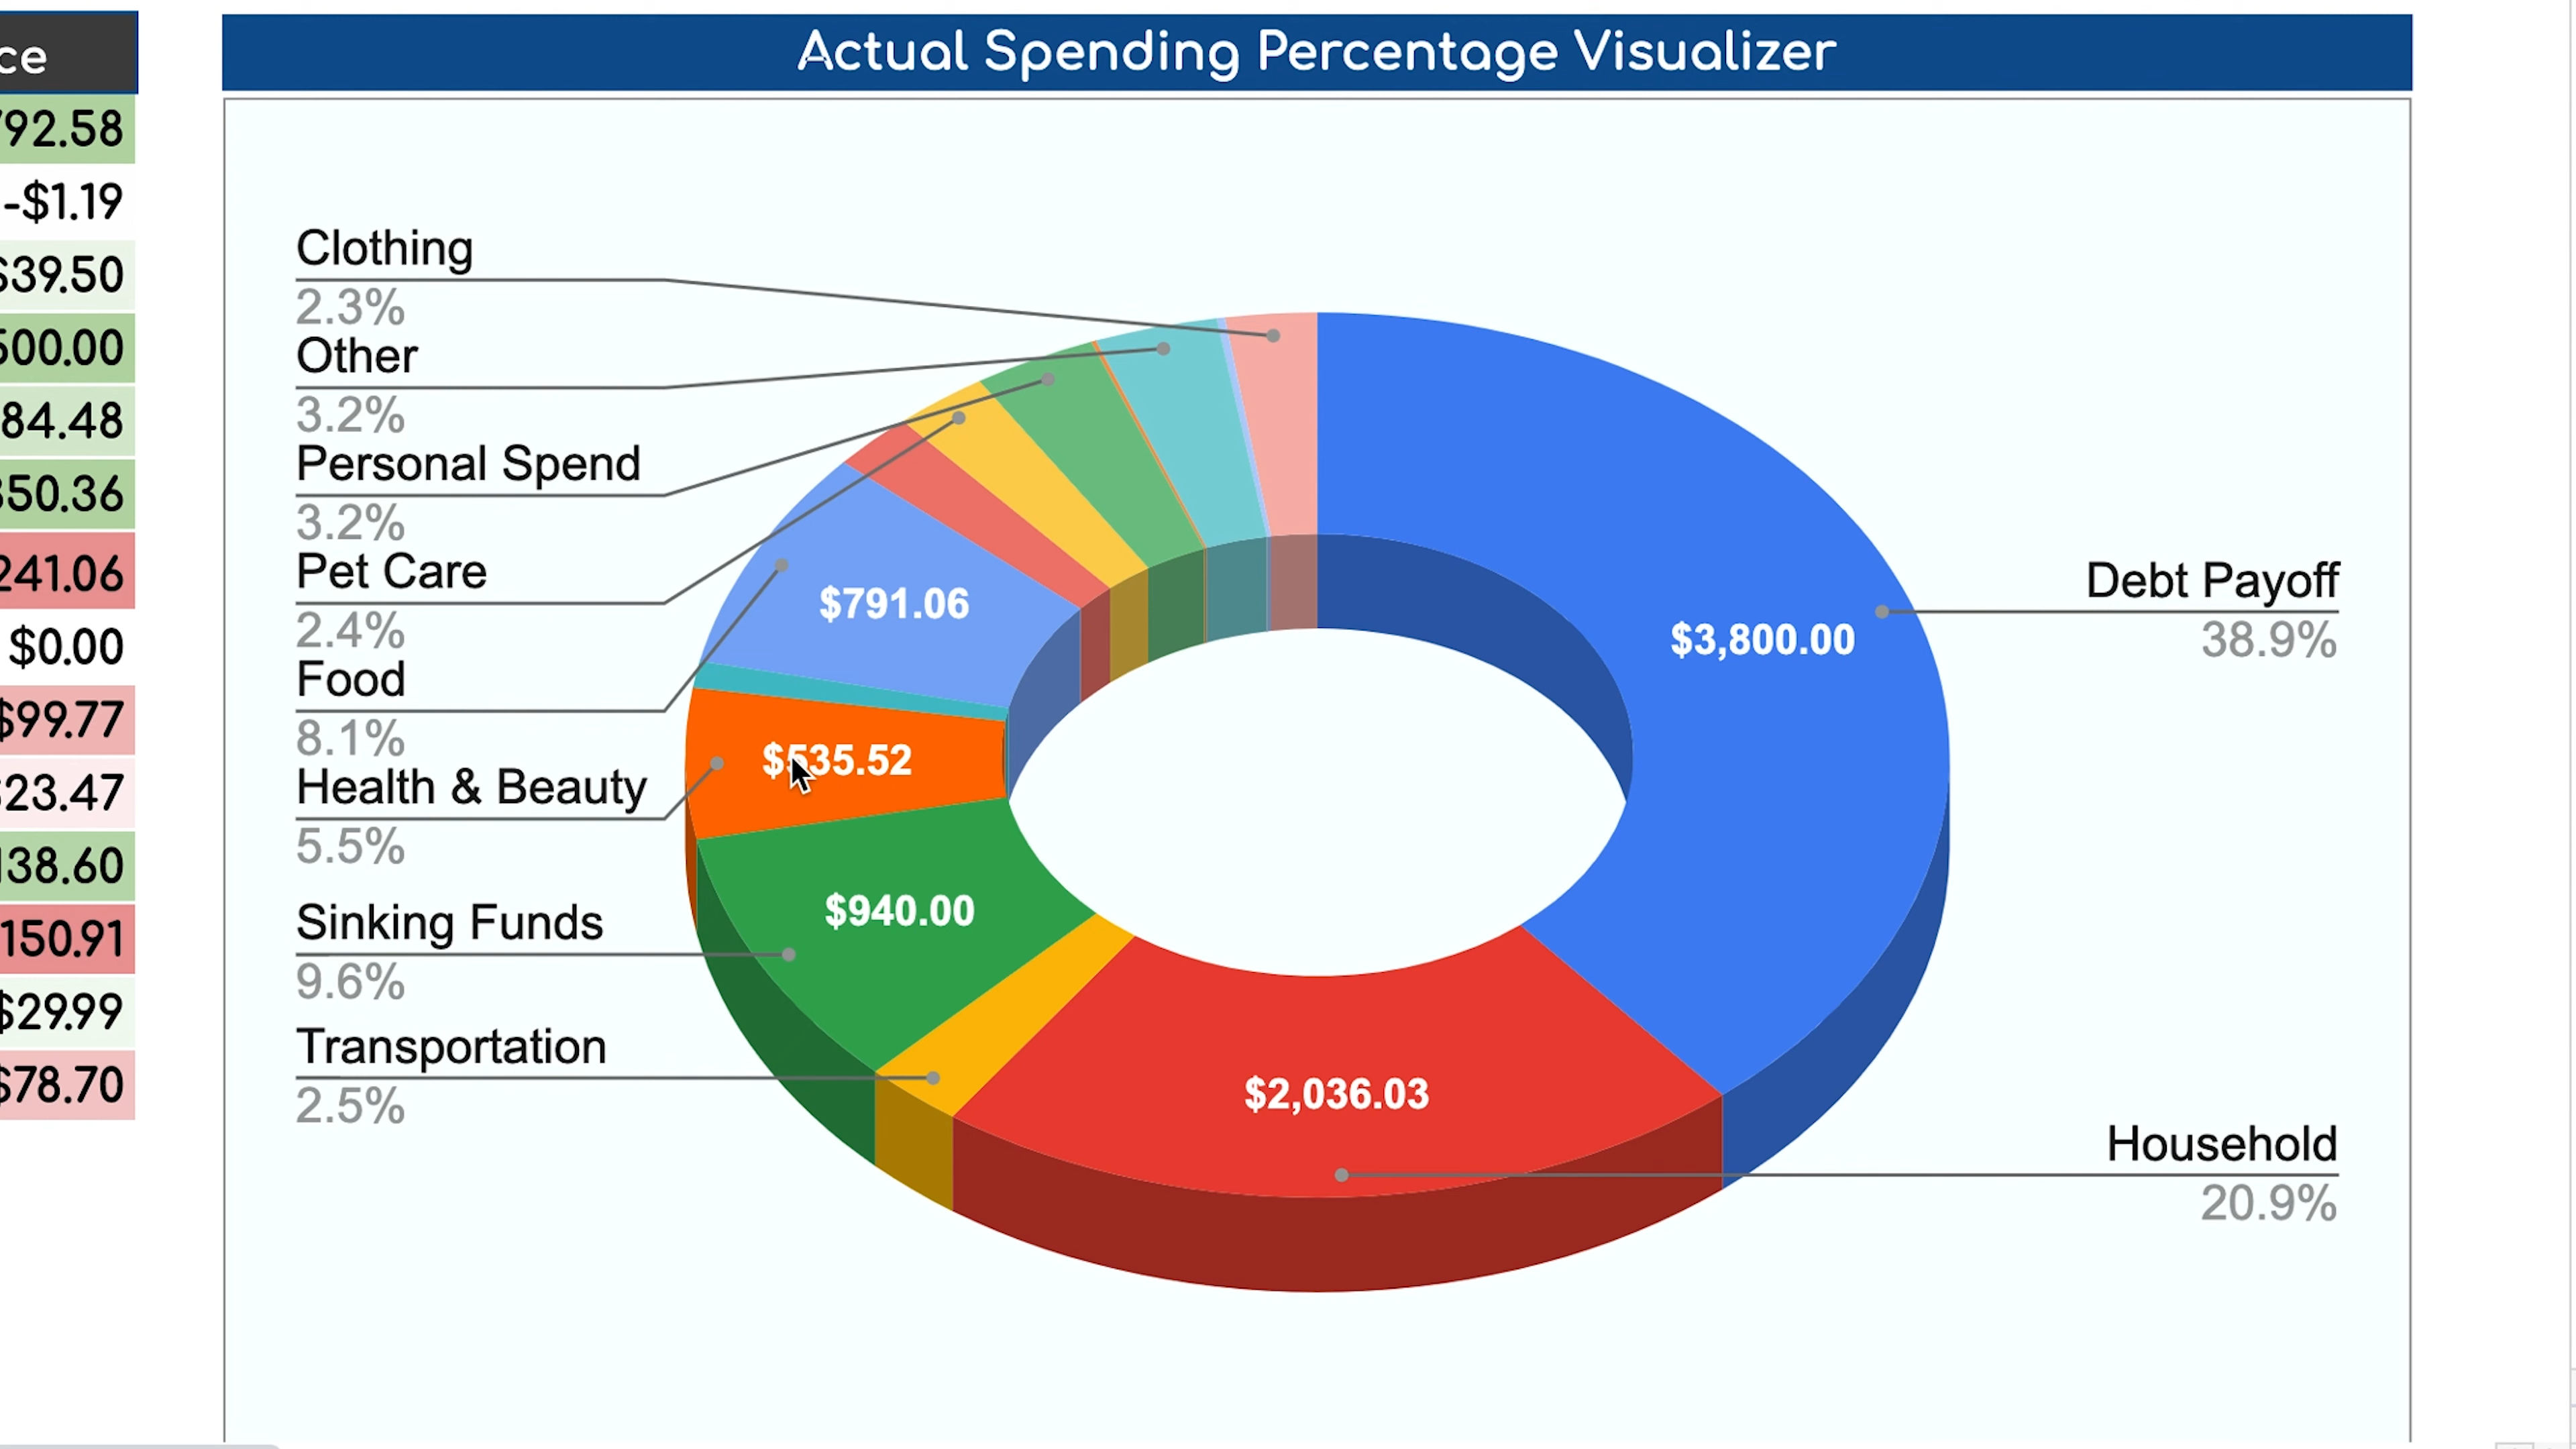 Actual Spending Percentage Visualizer
ce
92.58
-$1.19
$39.50
500.00
84.48
350.36
241.06
$0.00
$99.77
23.47
138.60
150.91
$29.99
$78.70
Clothing
2.3%
Other
3.2%
Personal Spend
3.2%
Pet Care
2.4%
Food
8.1%
Health & Beauty
5.5%
Sinking Funds
9.6%
Transportation
2.5%
$791.06
$535.52
$940.00
$2,036.03
$3,800.00
Debt Payoff
38.9%
Household
20.9%